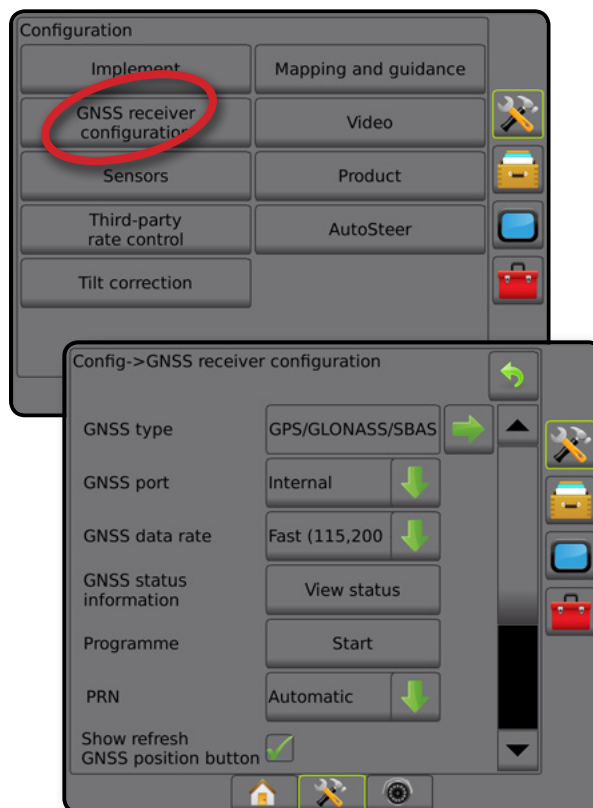 Configuration
Implement
Mapping and guidance
GNSS receiver
configuration
Video
Sensors
Product
Third-party
rate control
AutoSteer
Tilt correction
Config->GNSS receiver configuration
GNSS type
GPS/GLONASS/SBAS
GNSS port
Internal
GNSS data rate
Fast (115,200
GNSS status
information
View status
Programme
Start
PRN
Automatic
Show refresh
GNSS position button